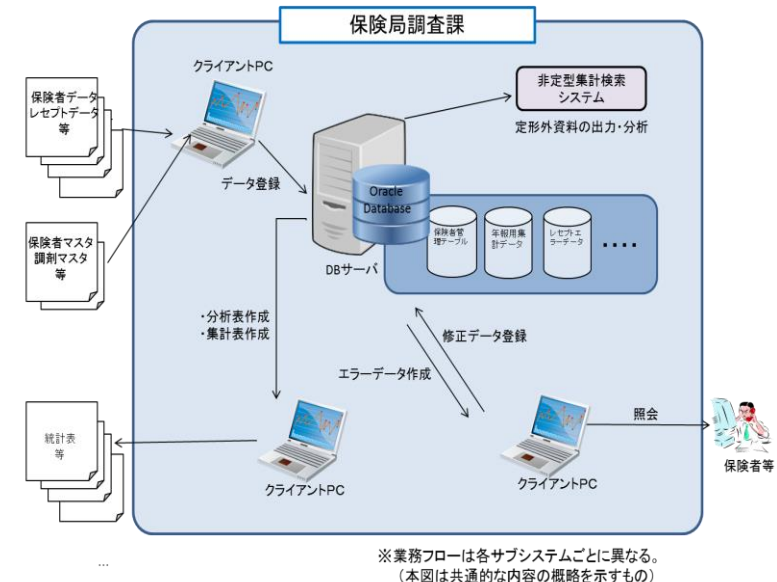 保険局調査課
クライアントPC
保険者データ
レセプトデータ
等
非定型集計検索
システム
定形外資料の出力・分析
データ登録
Oracle
Database
保険者管
理テーブル
年報用集
計データ
レセプトエ
ラーデータ
・・・・
保険者マスタ
調剤マスタ
等
DBサーバ
・分析表作成
・集計表作成
修正データ登録
エラーデータ作成
照会
統計表
等
保険者等
クライアントPC
クライアントPC
※業務フローは各サブシステムごとに異なる。
(本図は共通的な内容の概略を示すもの)
…